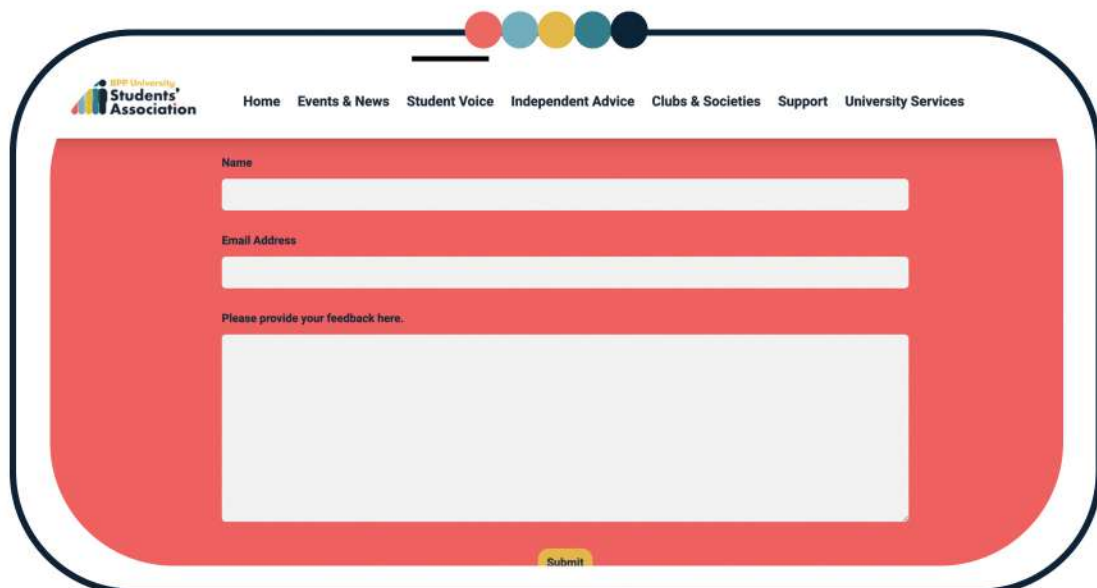 BPP University
Students'
Association
Home Events & News Student Voice Independent Advice Clubs & Societies Support University Services
Name
Email Address
Please provide your feedback here.
Submit